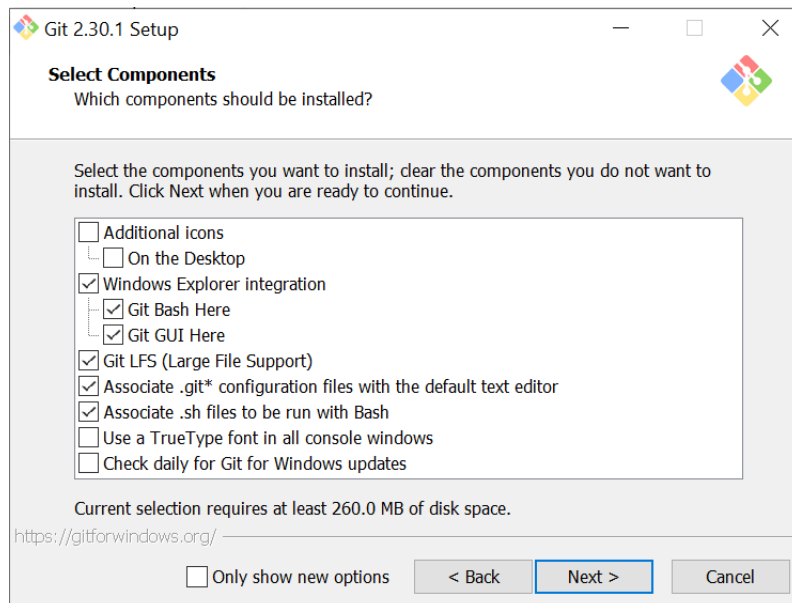 Git 2.30.1 Setup
Select Components
Which components should be installed?
Select the components you want to install; clear the components you do not want to
install. Click Next when you are ready to continue.
Additional icons
On the Desktop
Windows Explorer integration
Git Bash Here
Git GUI Here
Git LFS (Large File Support)
Associate .git* configuration files with the default text editor
Associate .sh files to be run with Bash
Use a TrueType font in all console windows
Check daily for Git for Windows updates
Current selection requires at least 260.0 MB of disk space.
https://gitforwindows.org/
Only show new options
< Back
Next >
Cancel